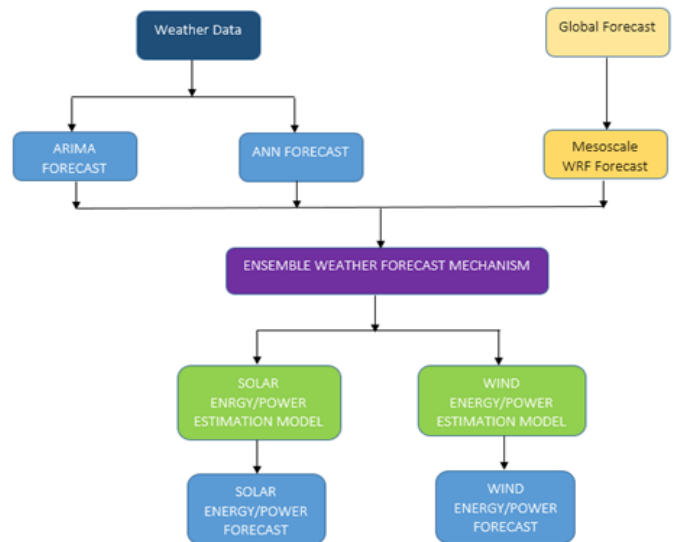 Weather Data
Global Forecast
ARIMA
FORECAST
ANN FORECAST
Mesoscale
WRF Forecast
ENSEMBLE WEATHER FORECAST MECHANISM
SOLAR
ENRGY/POWER
ESTIMATION MODEL
WIND
ENERGY/POWER
ESTIMATION MODEL
SOLAR
ENERGY/POWER
FORECAST
WIND
ENERGY/POWER
FORECAST